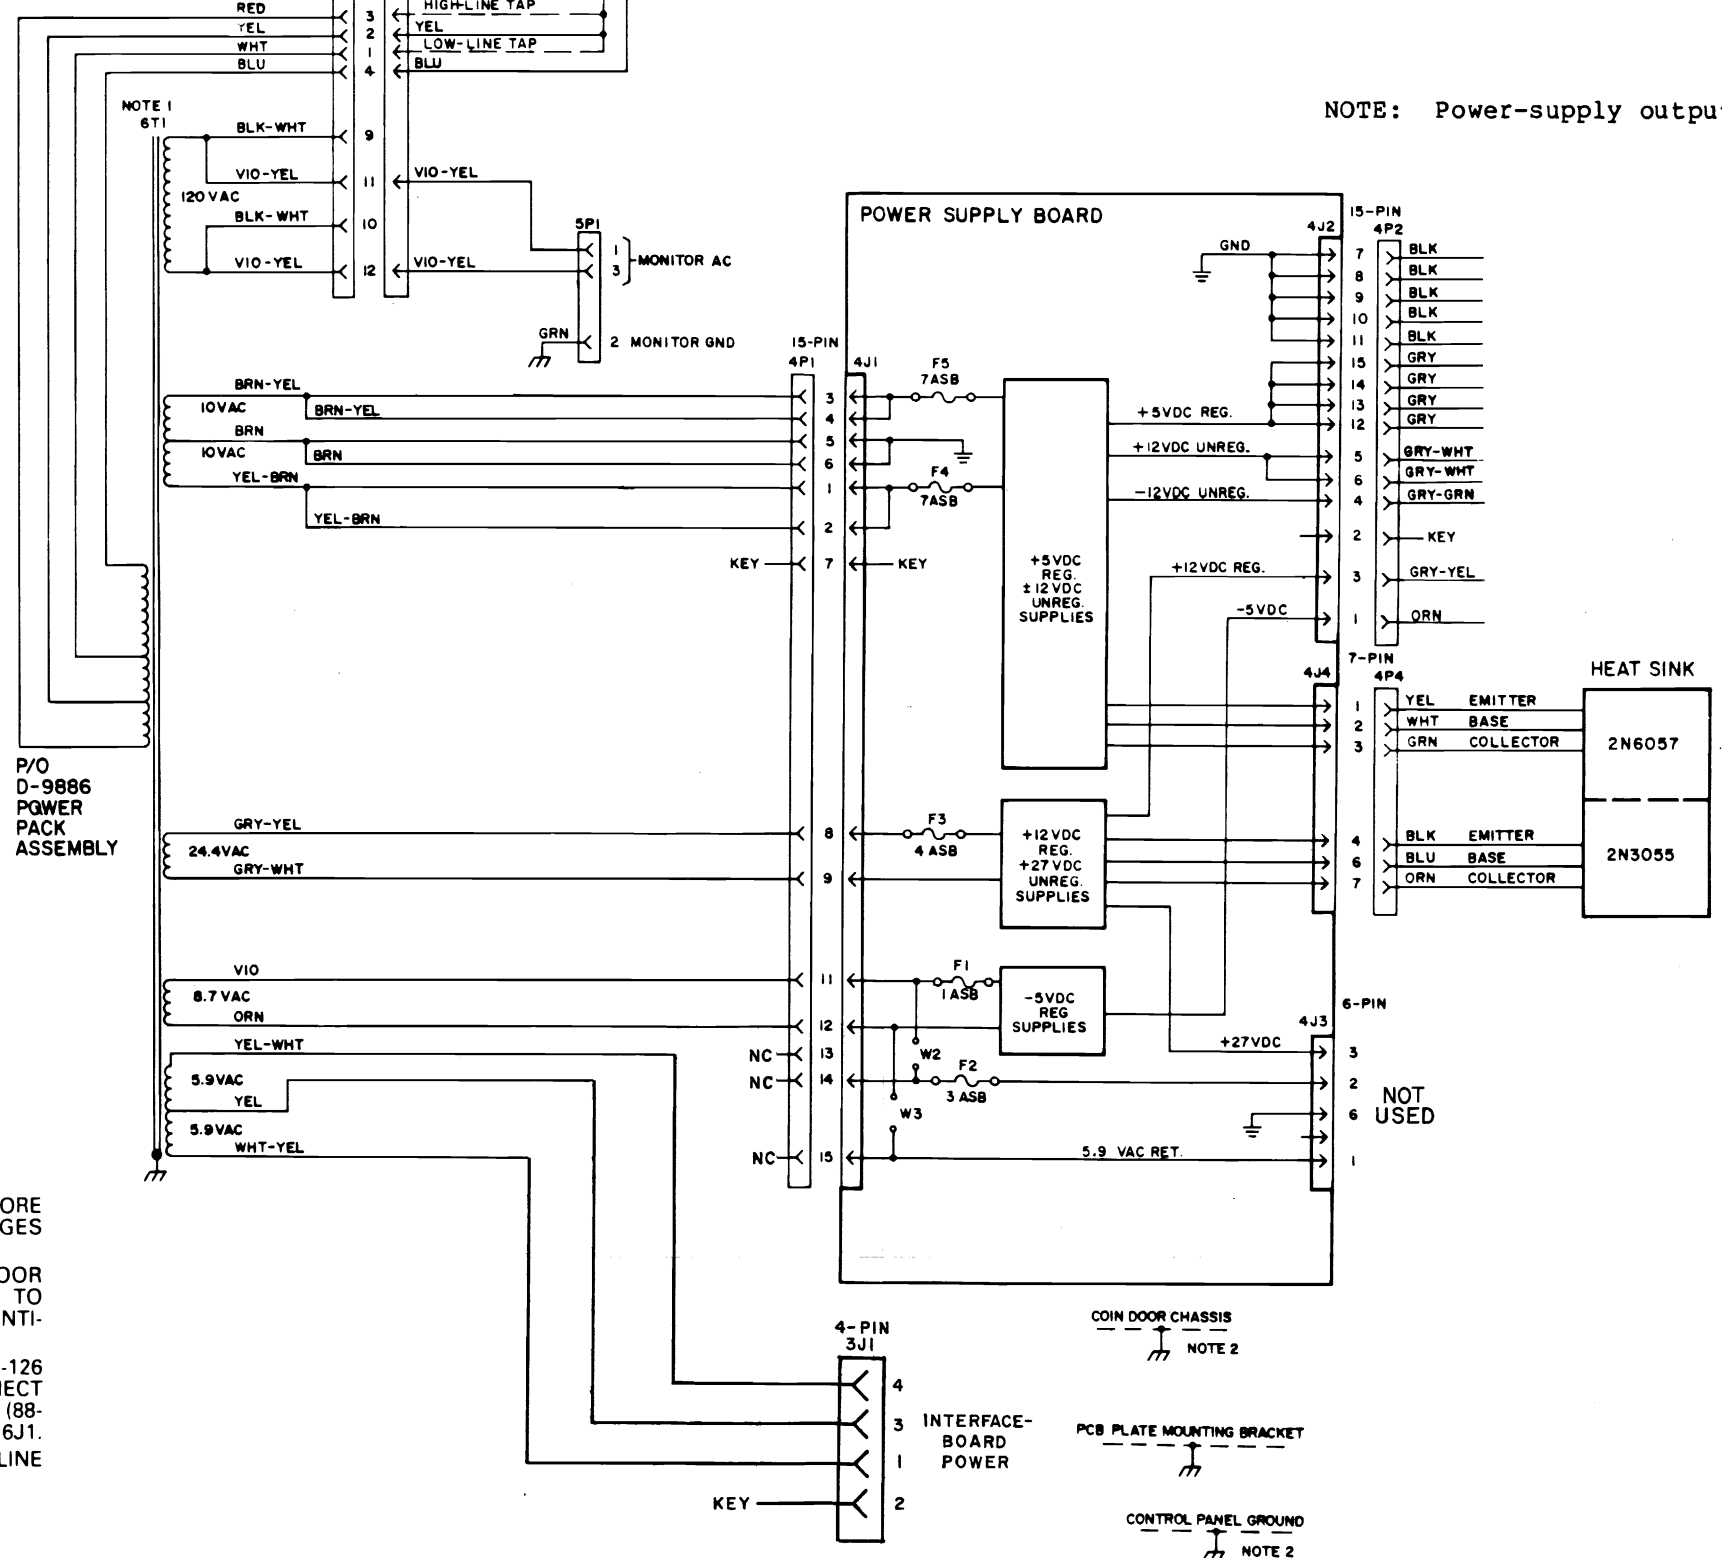 RED
YEL
WHT
BLU
3
2
1
4
HIGH-LINE TAP
YEL
LOW-LINE TAP
BLU
NOTE 1
6T1
BLK-WHT
9
VIO-YEL
11
VIO-YEL
120 VAC
BLK-WHT
10
VIO-YEL
12
VIO-YEL
5P1
1
3
MONITOR AC
GRN
2 MONITOR GND
NOTE: Power-supply outpu
POWER SUPPLY BOARD
15-PIN
4P1
4J1
BRN-YEL
10VAC
BRN-YEL
BRN
10VAC
BRN
YEL-BRN
YEL-BRN
3
4
5
6
1
2
KEY
7
KEY
F5
7ASB
F4
7ASB
+5VDC
REG.
±12VDC
UNREG.
SUPPLIES
GND
+5VDC REG.
+12VDC UNREG.
-12VDC UNREG.
+12VDC REG.
-5VDC
4J2
15-PIN
4P2
7 BLK
8 BLK
9 BLK
10 BLK
11 BLK
15 GRY
14 GRY
13 GRY
12 GRY
5 GRY-WHT
6 GRY-WHT
4 GRY-GRN
2 KEY
3 GRY-YEL
1 ORN
7-PIN
4J4
4P4
HEAT SINK
1 YEL EMITTER
2 WHT BASE
3 GRN COLLECTOR
2N6057
4 BLK EMITTER
6 BLU BASE
7 ORN COLLECTOR
2N3055
P/O
D-9886
POWER
PACK
ASSEMBLY
GRY-YEL
24.4VAC
GRY-WHT
8
9
F3
4 ASB
+12VDC
REG.
+27VDC
UNREG.
SUPPLIES
VIO
8.7 VAC
ORN
11
12
F1
1 ASB
-5VDC
REG
SUPPLIES
YEL-WHT
5.9VAC
YEL
5.9VAC
WHT-YEL
NC 13
NC 14
NC 15
W2
F2
3 ASB
W3
5.9 VAC RET.
+27VDC
6-PIN
4J3
3
2
6
1
NOT
USED
ORE
GES
OOR
TO
NTI-
-126
NECT
(88-
6J1.
LINE
4-PIN
3J1
4
3
1
KEY
2
INTERFACE-
BOARD
POWER
COIN DOOR CHASSIS
NOTE 2
PCB PLATE MOUNTING BRACKET
CONTROL PANEL GROUND
NOTE 2